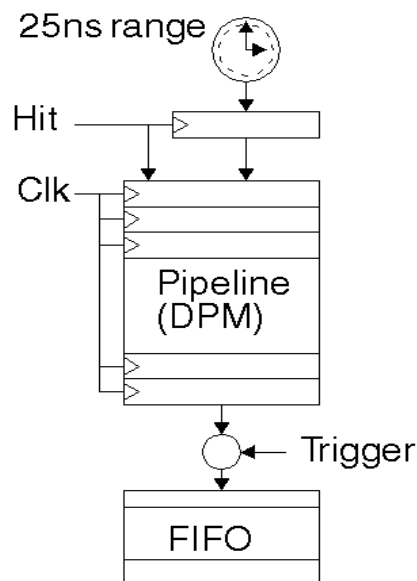 25ns range
Hit
Clk
Pipeline
(DPM)
Trigger
FIFO